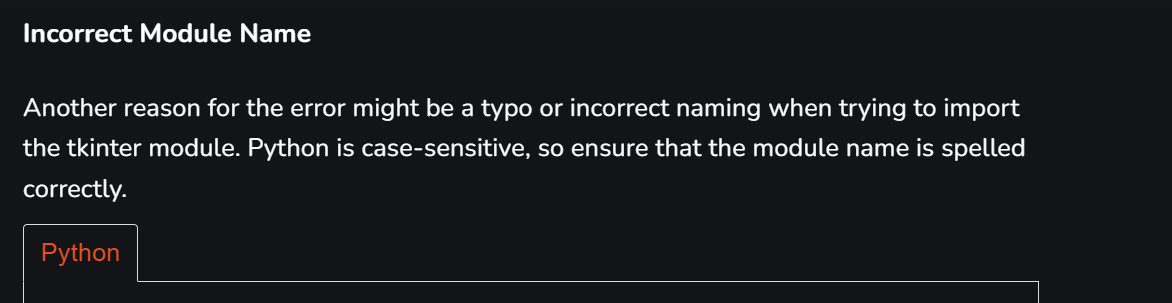 Incorrect Module Name
Another reason for the error might be a typo or incorrect naming when trying to import
the tkinter module. Python is case-sensitive, so ensure that the module name is spelled
correctly.
Python